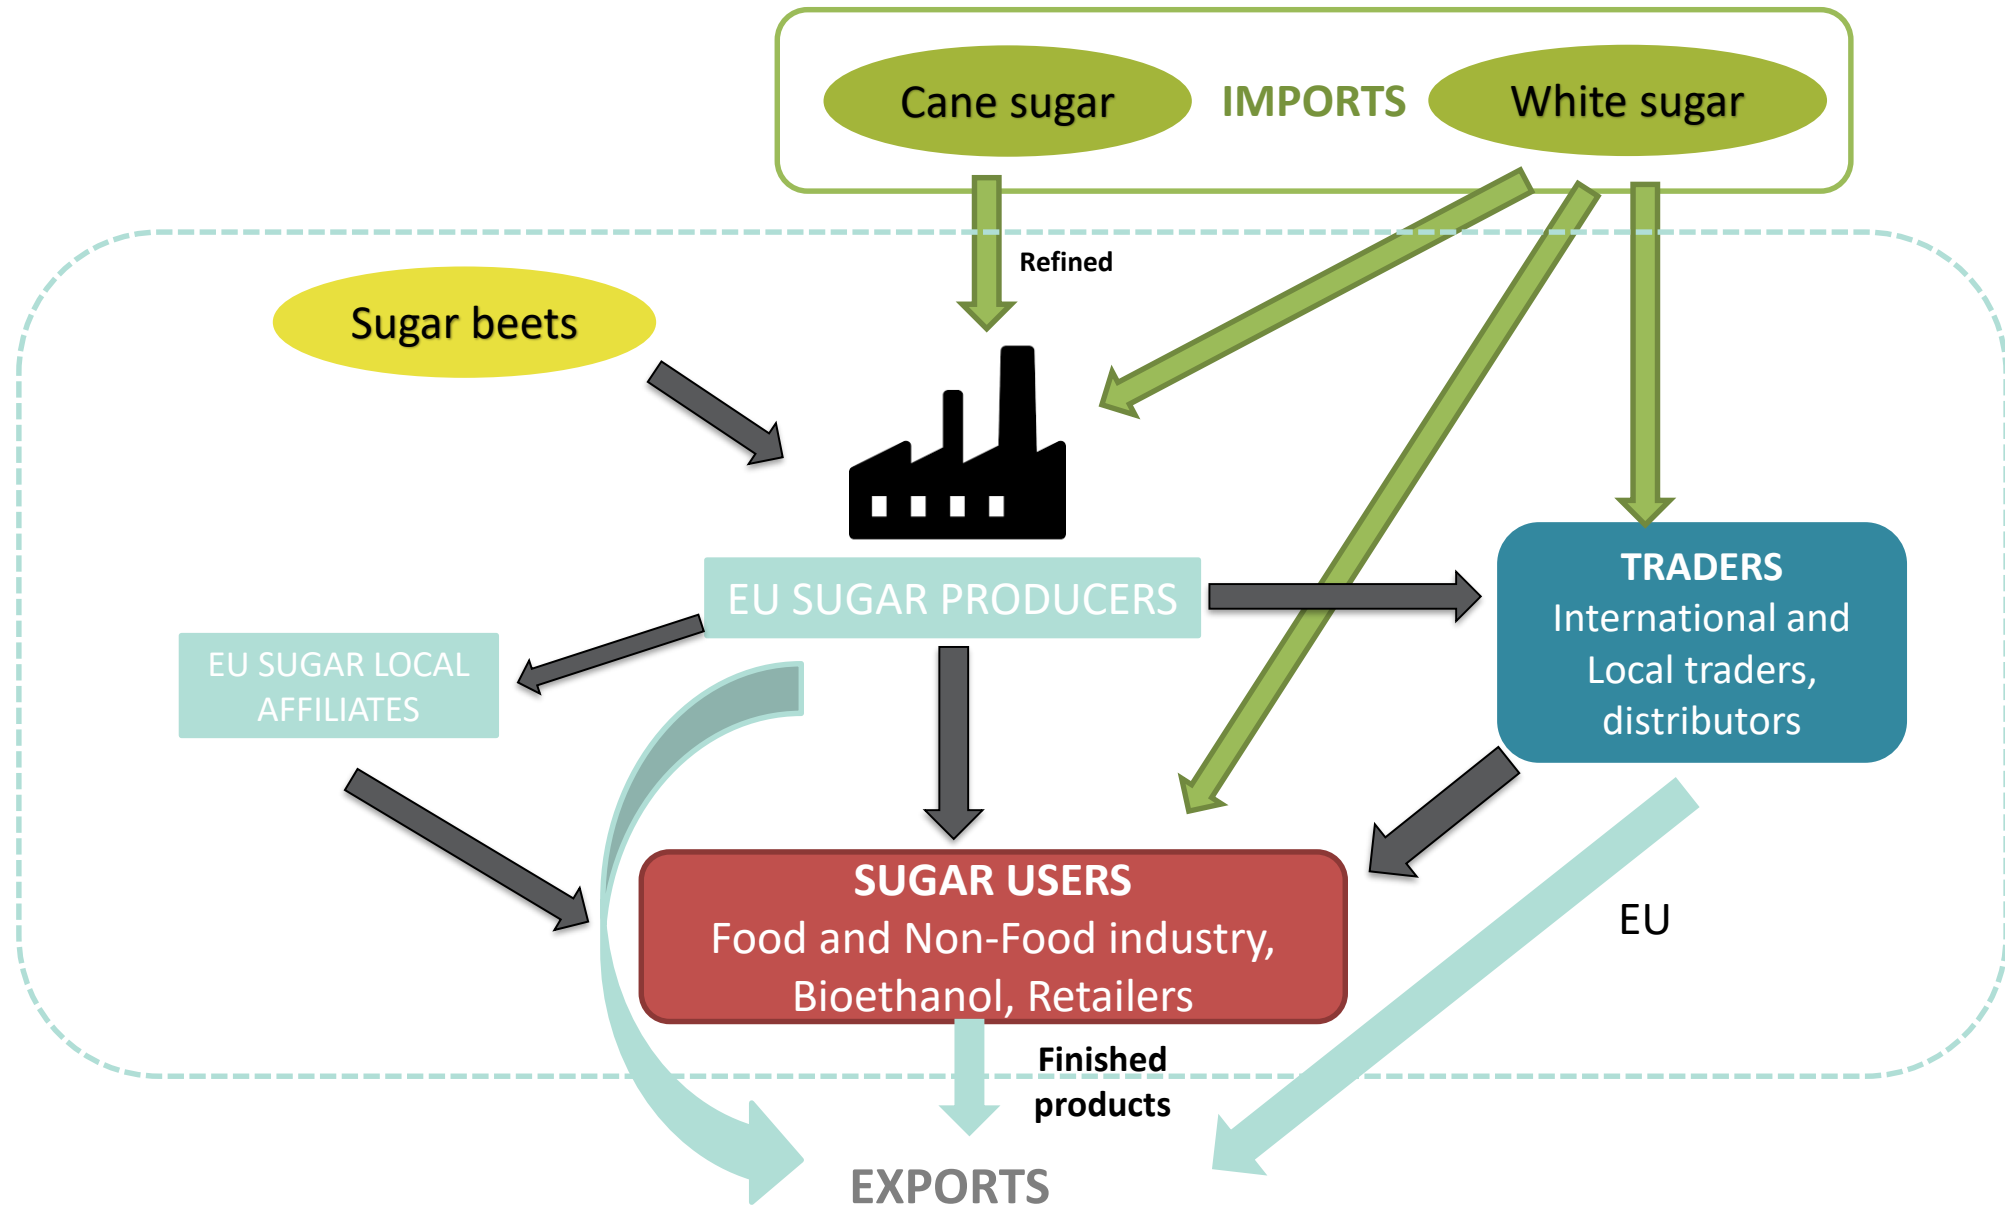 Cane sugar
IMPORTS
White sugar
Refined
Sugar beets
EU SUGAR PRODUCERS
TRADERS
International and
Local traders,
distributors
EU SUGAR LOCAL
AFFILIATES
SUGAR USERS
Food and Non-Food industry,
Bioethanol, Retailers
EU
Finished
products
EXPORTS